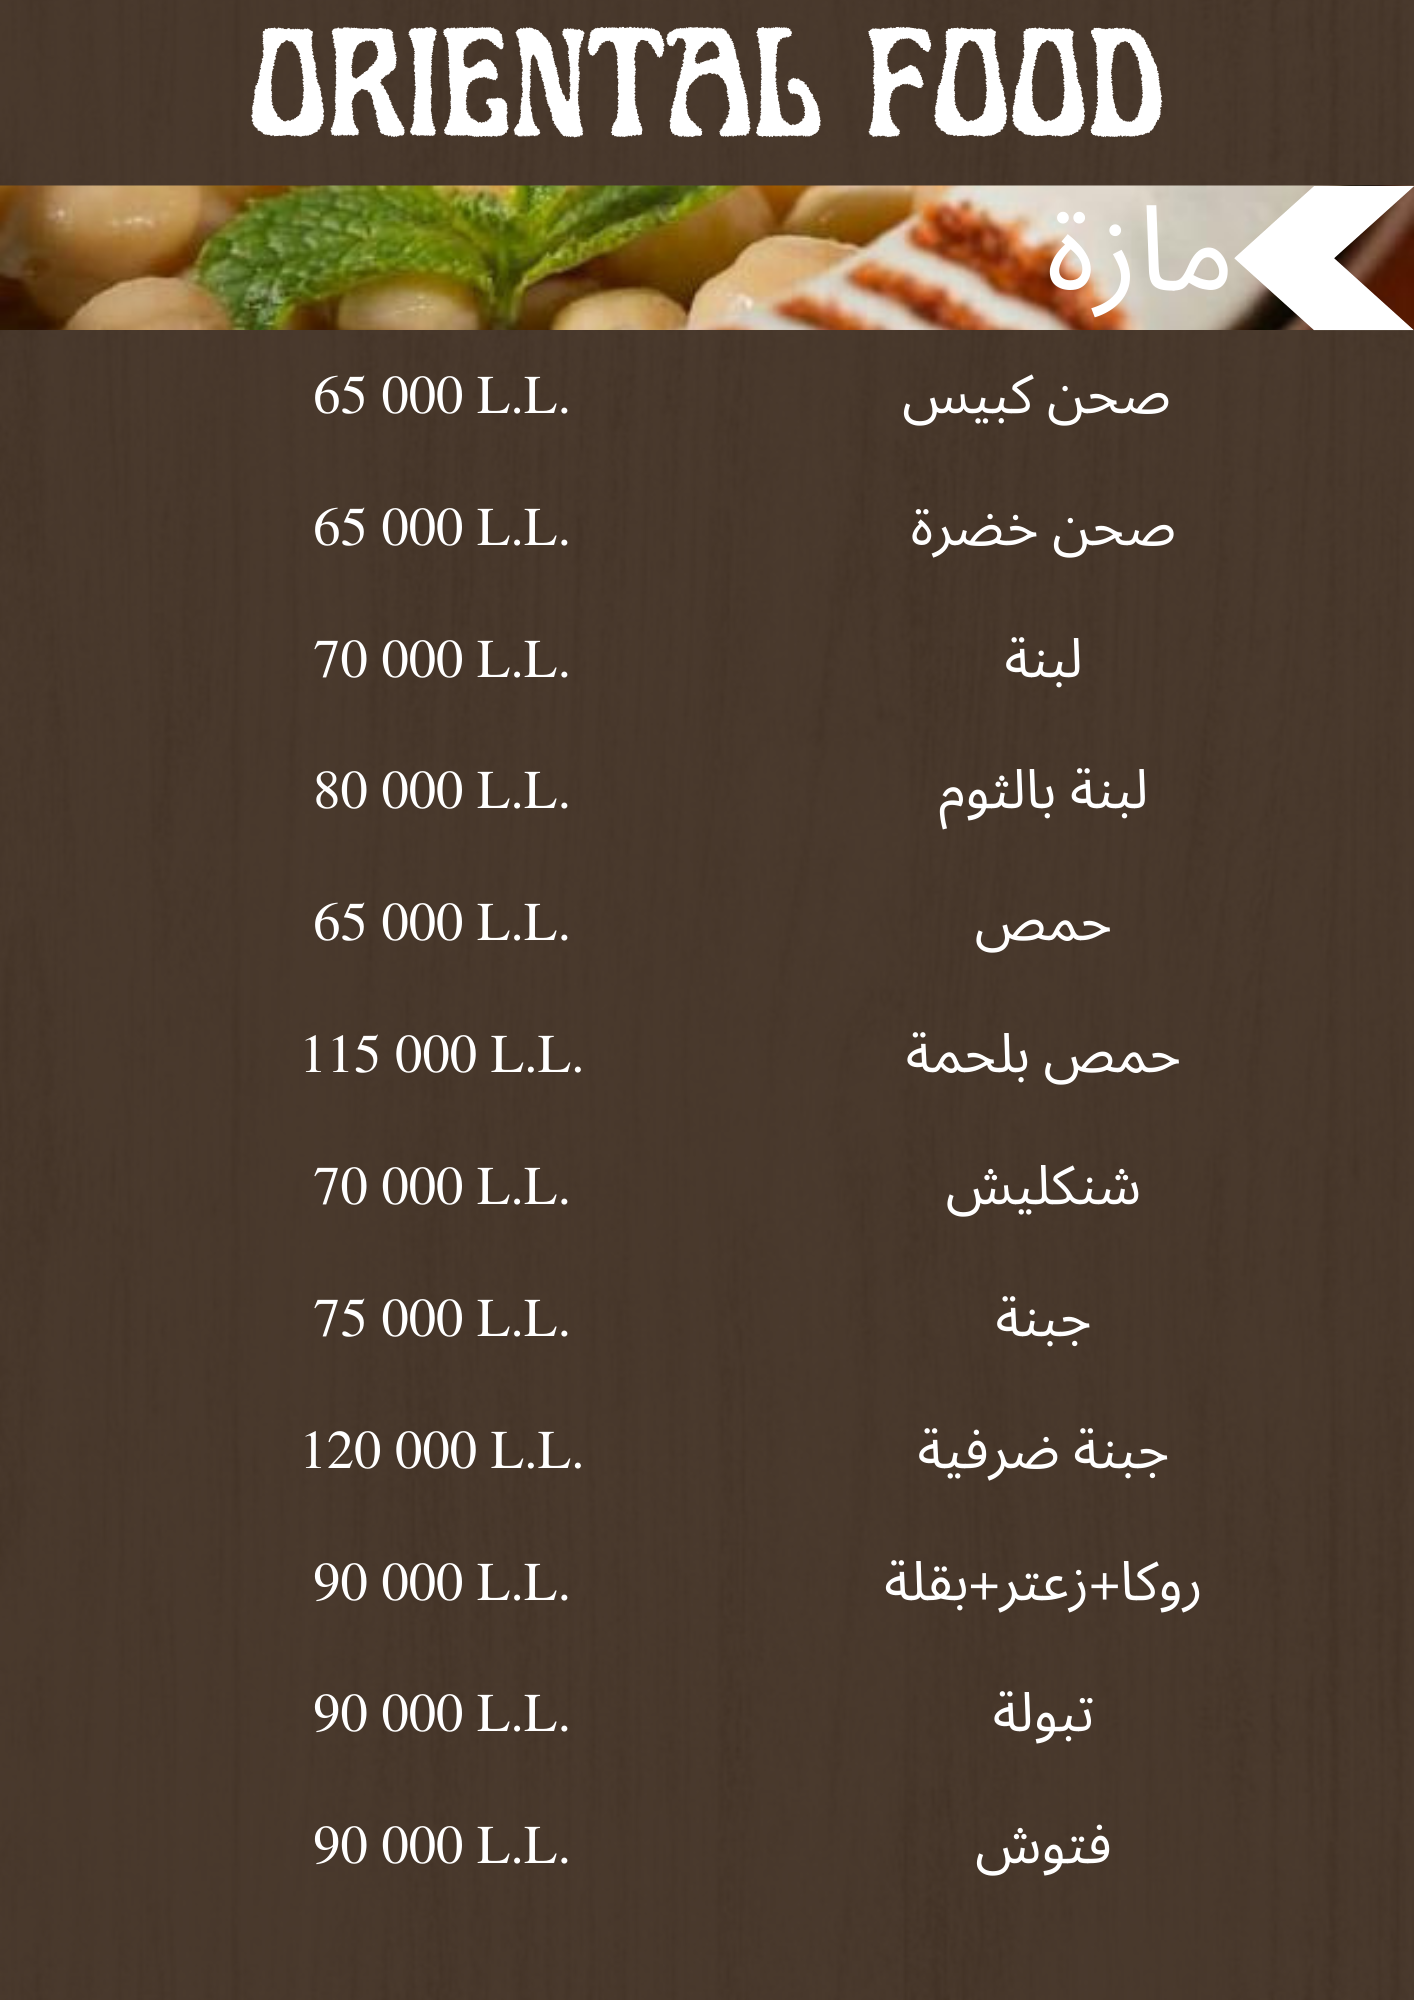 ORIENTAL FOOD
مازة
صحن كبيس 65 000 L.L.
صحن خضرة 65 000 L.L.
لبنة 70 000 L.L.
لبنة بالثوم 80 000 L.L.
حمص 65 000 L.L.
حمص بلحمة 115 000 L.L.
شنكليش 70 000 L.L.
جبنة 75 000 L.L.
جبنة ضرفية 120 000 L.L.
روكا+زعتر+بقلة 90 000 L.L.
تبولة 90 000 L.L.
فتوش 90 000 L.L.